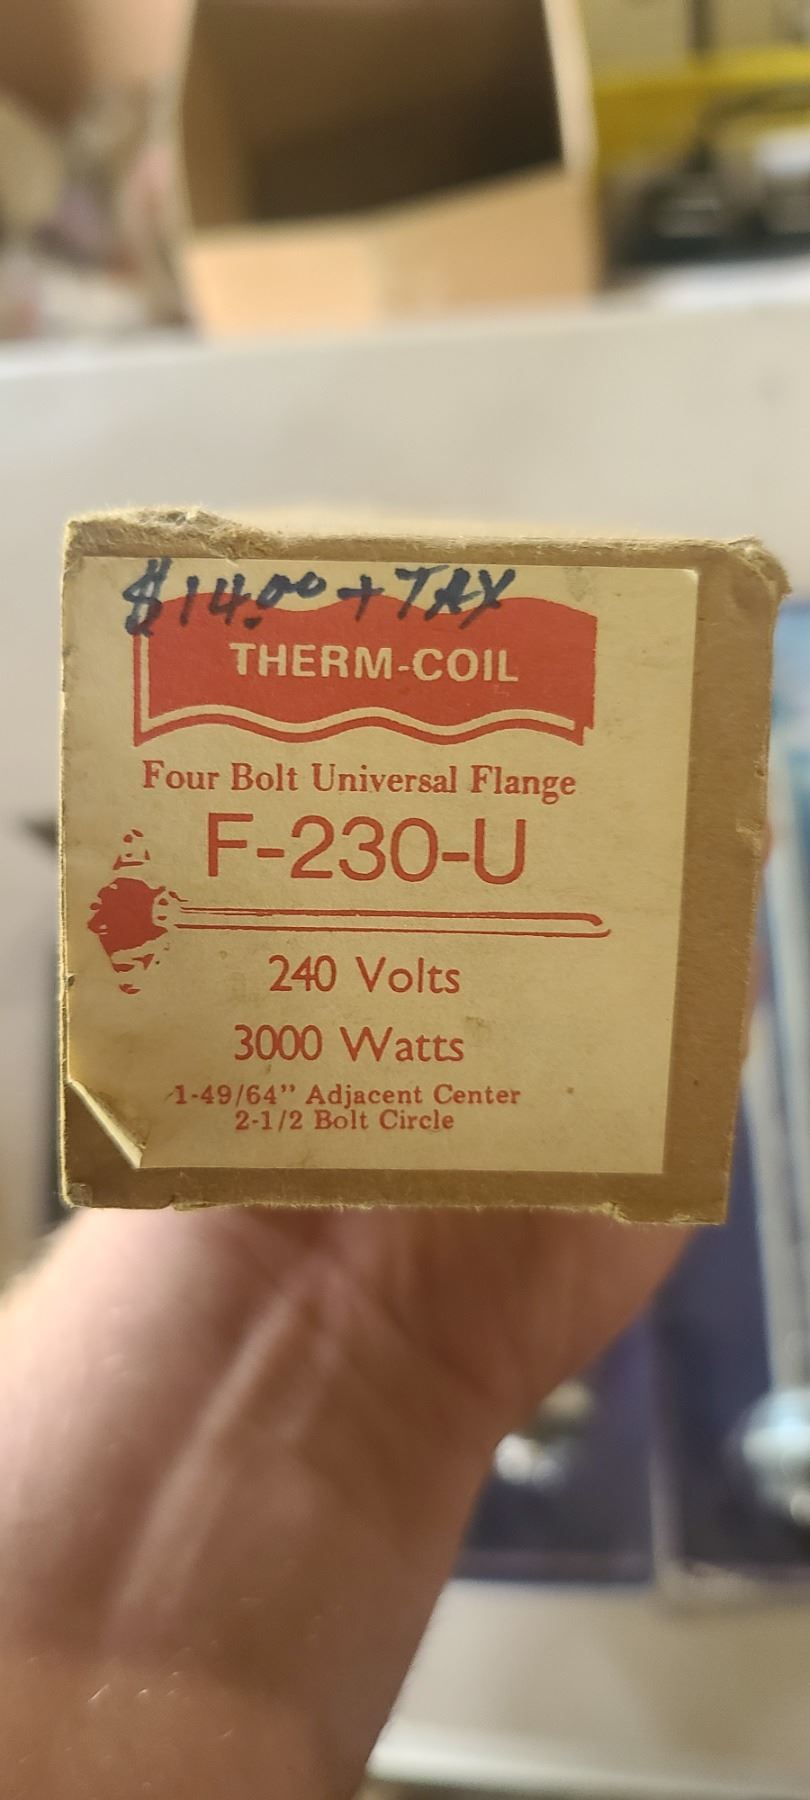 $14.00 + TAX
THERM-COIL
Four Bolt Universal Flange
F-230-U
240 Volts
3000 Watts
1-49/64" Adjacent Center
2-1/2 Bolt Circle